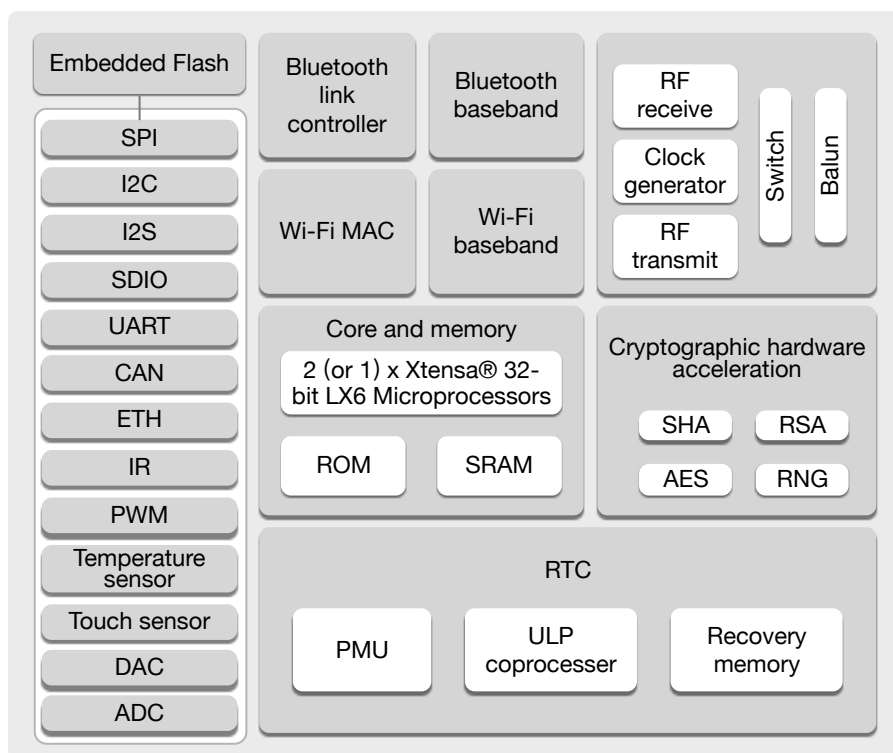 Embedded Flash
SPI
I2C
I2S
SDIO
UART
CAN
ETH
IR
PWM
Temperature
sensor
Touch sensor
DAC
ADC
Bluetooth
link
controller
Bluetooth
baseband
Wi-Fi MAC
Wi-Fi
baseband
RF
receive
Clock
generator
RF
transmit
Switch
Balun
Core and memory
2 (or 1) x Xtensa® 32-
bit LX6 Microprocessors
ROM
SRAM
Cryptographic hardware
acceleration
SHA
RSA
AES
RNG
RTC
PMU
ULP
coprocesser
Recovery
memory